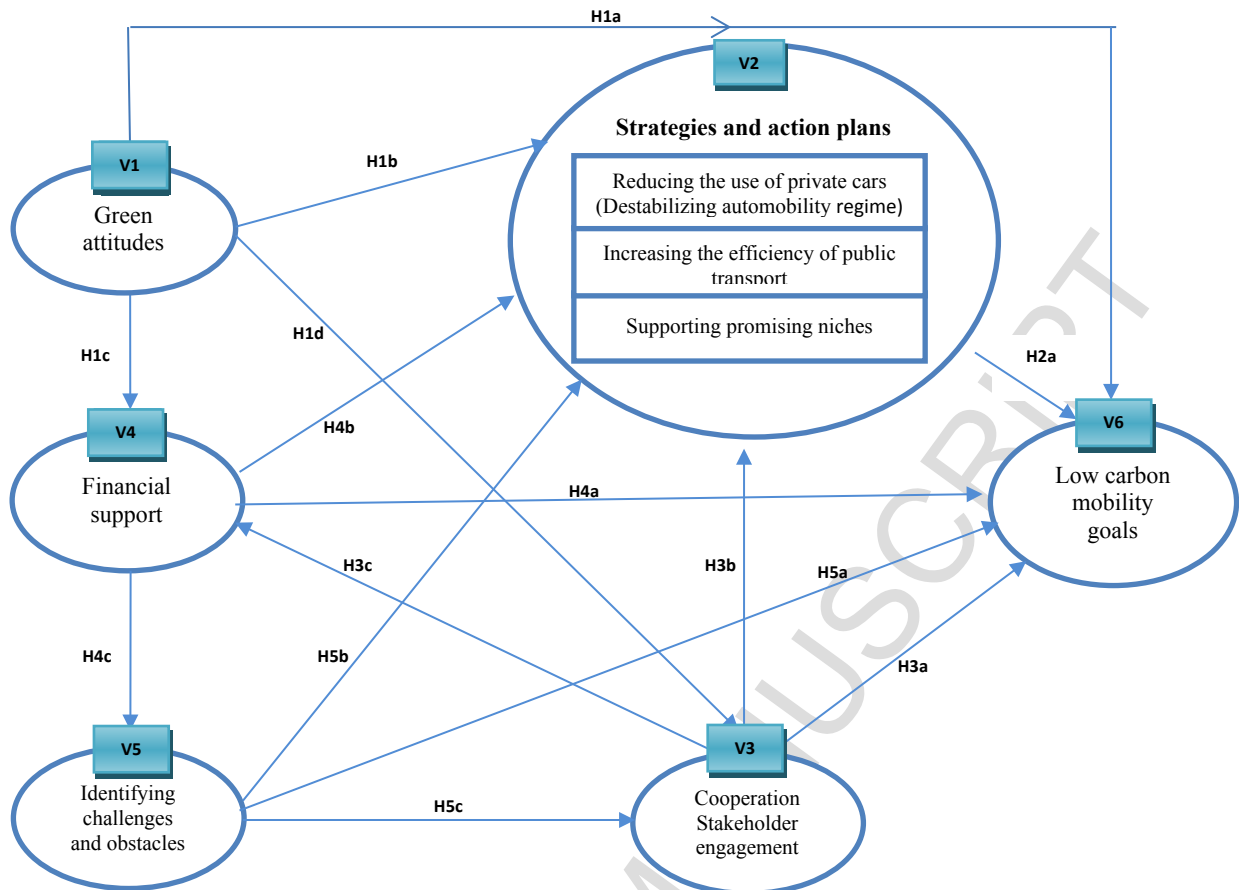 H1a
V2
Strategies and action plans
V1
H1b
Reducing the use of private cars
(Destabilizing automobility regime)
Green
attitudes
Increasing the efficiency of public
transport
H1d
Supporting promising niches
H1c
H2a
V4
H4b
V6
Financial
support
Low carbon
mobility
goals
H4a
H3c
H3b
H5a
H4c
H5b
H3a
V5
V3
Identifying
challenges
and obstacles
H5c
Cooperation
Stakeholder
engagement
MANUSCRIPT